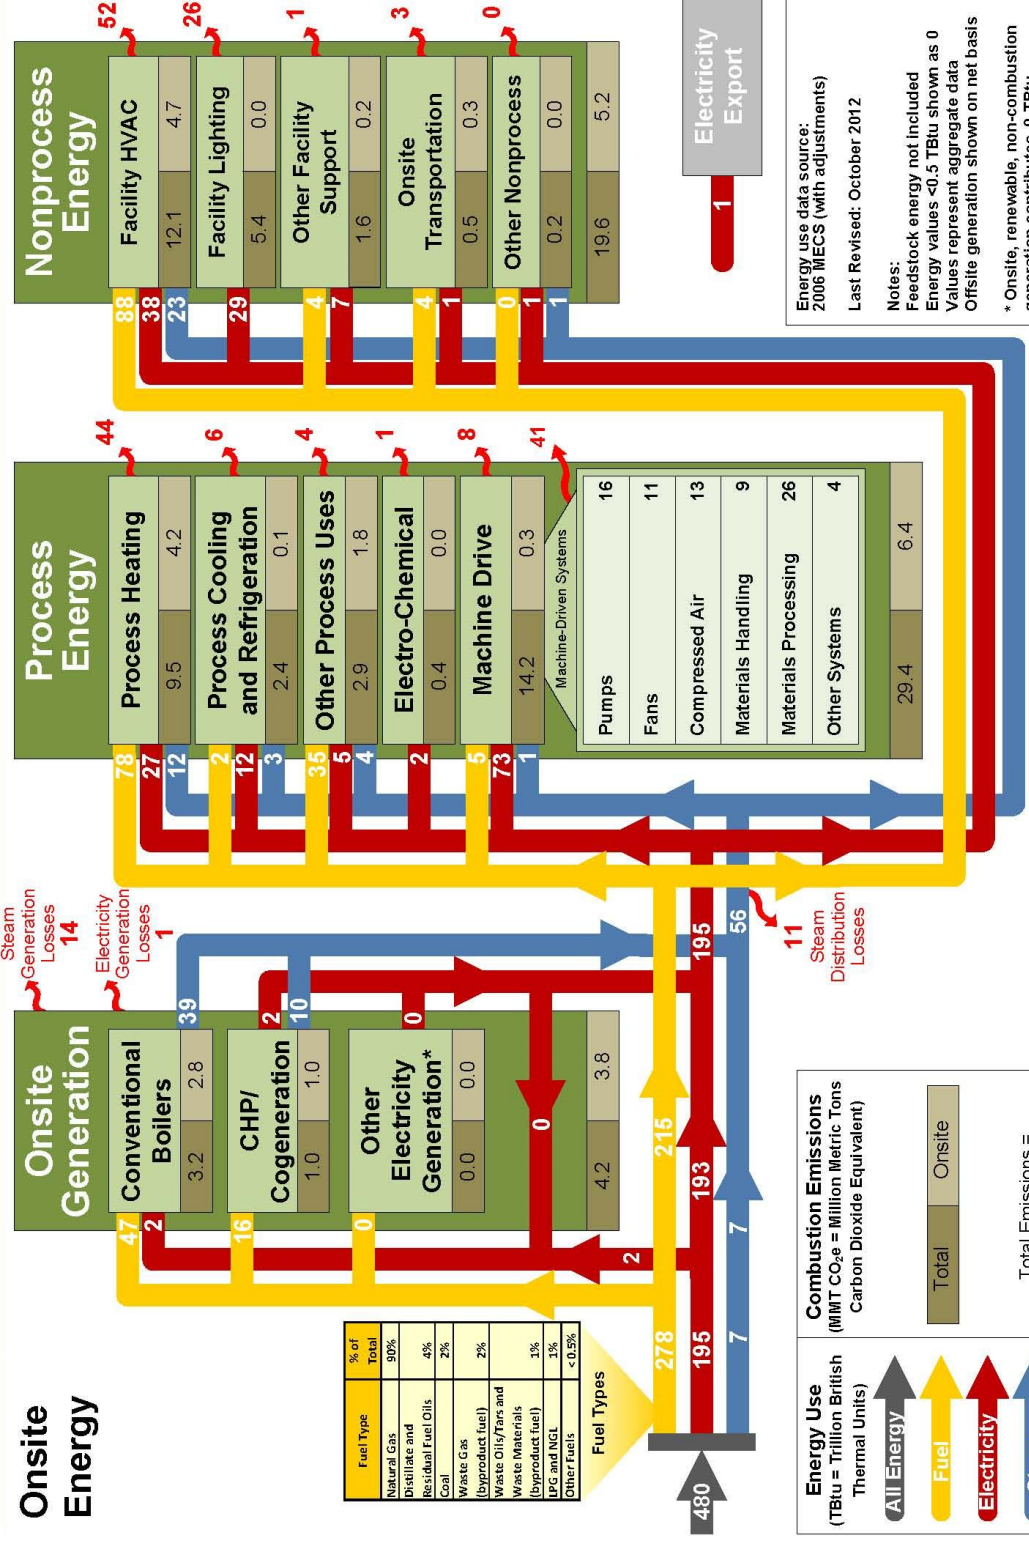 Onsite
Energy
Onsite
Generation
Conventional
Boilers
3.2
2.8
CHP/
Cogeneration
1.0
1.0
Other
Electricity
Generation*
0.0
0.0
4.2
3.8
47
2
16
0
39
2
10
0
0
2
Steam
Generation
Losses
14
Electricity
Generation
Losses
1
Fuel Type
% of
Total
Natural Gas
90%
Distillate and
Residual Fuel Oils
4%
Coal
2%
Waste Gas
(byproduct fuel)
2%
Waste Oils/Tars and
Waste Materials
(byproduct fuel)
1%
LPG and NGL
1%
Other Fuels
<0.5%
Fuel Types
480
278
195
7
215
193
7
195
56
11
Steam
Distribution
Losses
Process
Energy
78
27
12
Process Heating
9.5
4.2
44
2
12
3
Process Cooling
and Refrigeration
2.4
0.1
6
35
5
4
Other Process Uses
2.9
1.8
4
2
Electro-Chemical
0.4
0.0
1
5
73
1
Machine Drive
14.2
0.3
8
Machine-Driven Systems
41
Pumps
16
Fans
11
Compressed Air
13
Materials Handling
9
Materials Processing
26
Other Systems
4
29.4
6.4
Nonprocess
Energy
88
38
23
Facility HVAC
12.1
4.7
52
29
Facility Lighting
5.4
0.0
26
4
7
Other Facility
Support
1.6
0.2
1
4
1
Onsite
Transportation
0.5
0.3
3
0
1
1
Other Nonprocess
0.2
0.0
0
19.6
5.2
1
Electricity
Export
Energy Use
(TBtu = Trillion British
Thermal Units)
All Energy
Fuel
Electricity
Combustion Emissions
(MMT CO₂e = Million Metric Tons
Carbon Dioxide Equivalent)
Total
Onsite
Total Emissions =
Energy use data source:
2006 MECS (with adjustments)
Last Revised: October 2012
Notes:
Feedstock energy not included
Energy values <0.5 TBtu shown as 0
Values represent aggregate data
Offsite generation shown on net basis
* Onsite, renewable, non-combustion